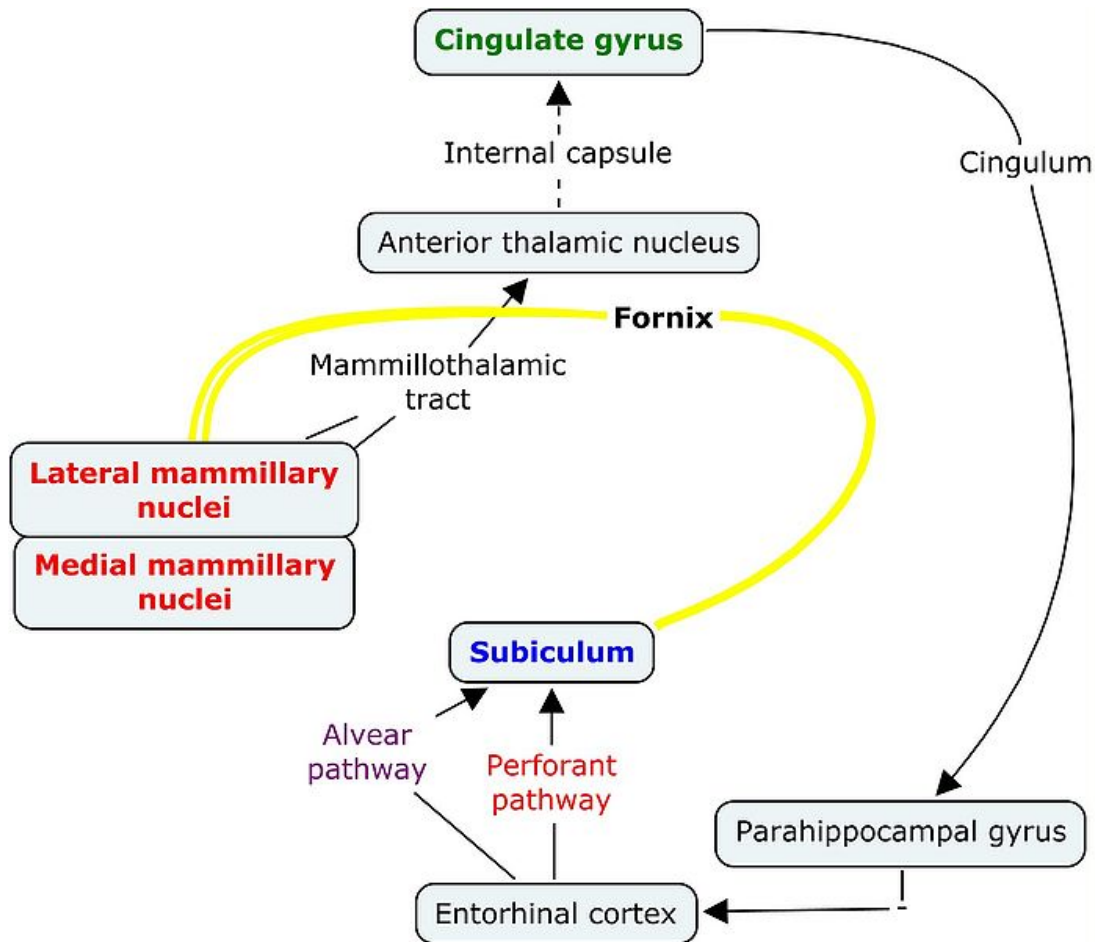 Cingulate gyrus
Internal capsule
Cingulum
Anterior thalamic nucleus
Fornix
Mammillothalamic
tract
Lateral mammillary
nuclei
Medial mammillary
nuclei
Subiculum
Alvear
pathway
Perforant
pathway
Parahippocampal gyrus
Entorhinal cortex